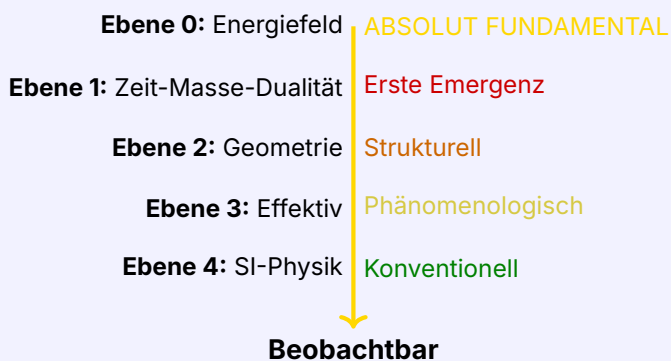 Ebene 0: Energiefeld ABSOLUT FUNDAMENTAL
Ebene 1: Zeit-Masse-Dualität Erste Emergenz
Ebene 2: Geometrie Strukturell
Ebene 3: Effektiv Phänomenologisch
Ebene 4: SI-Physik Konventionell
Beobachtbar